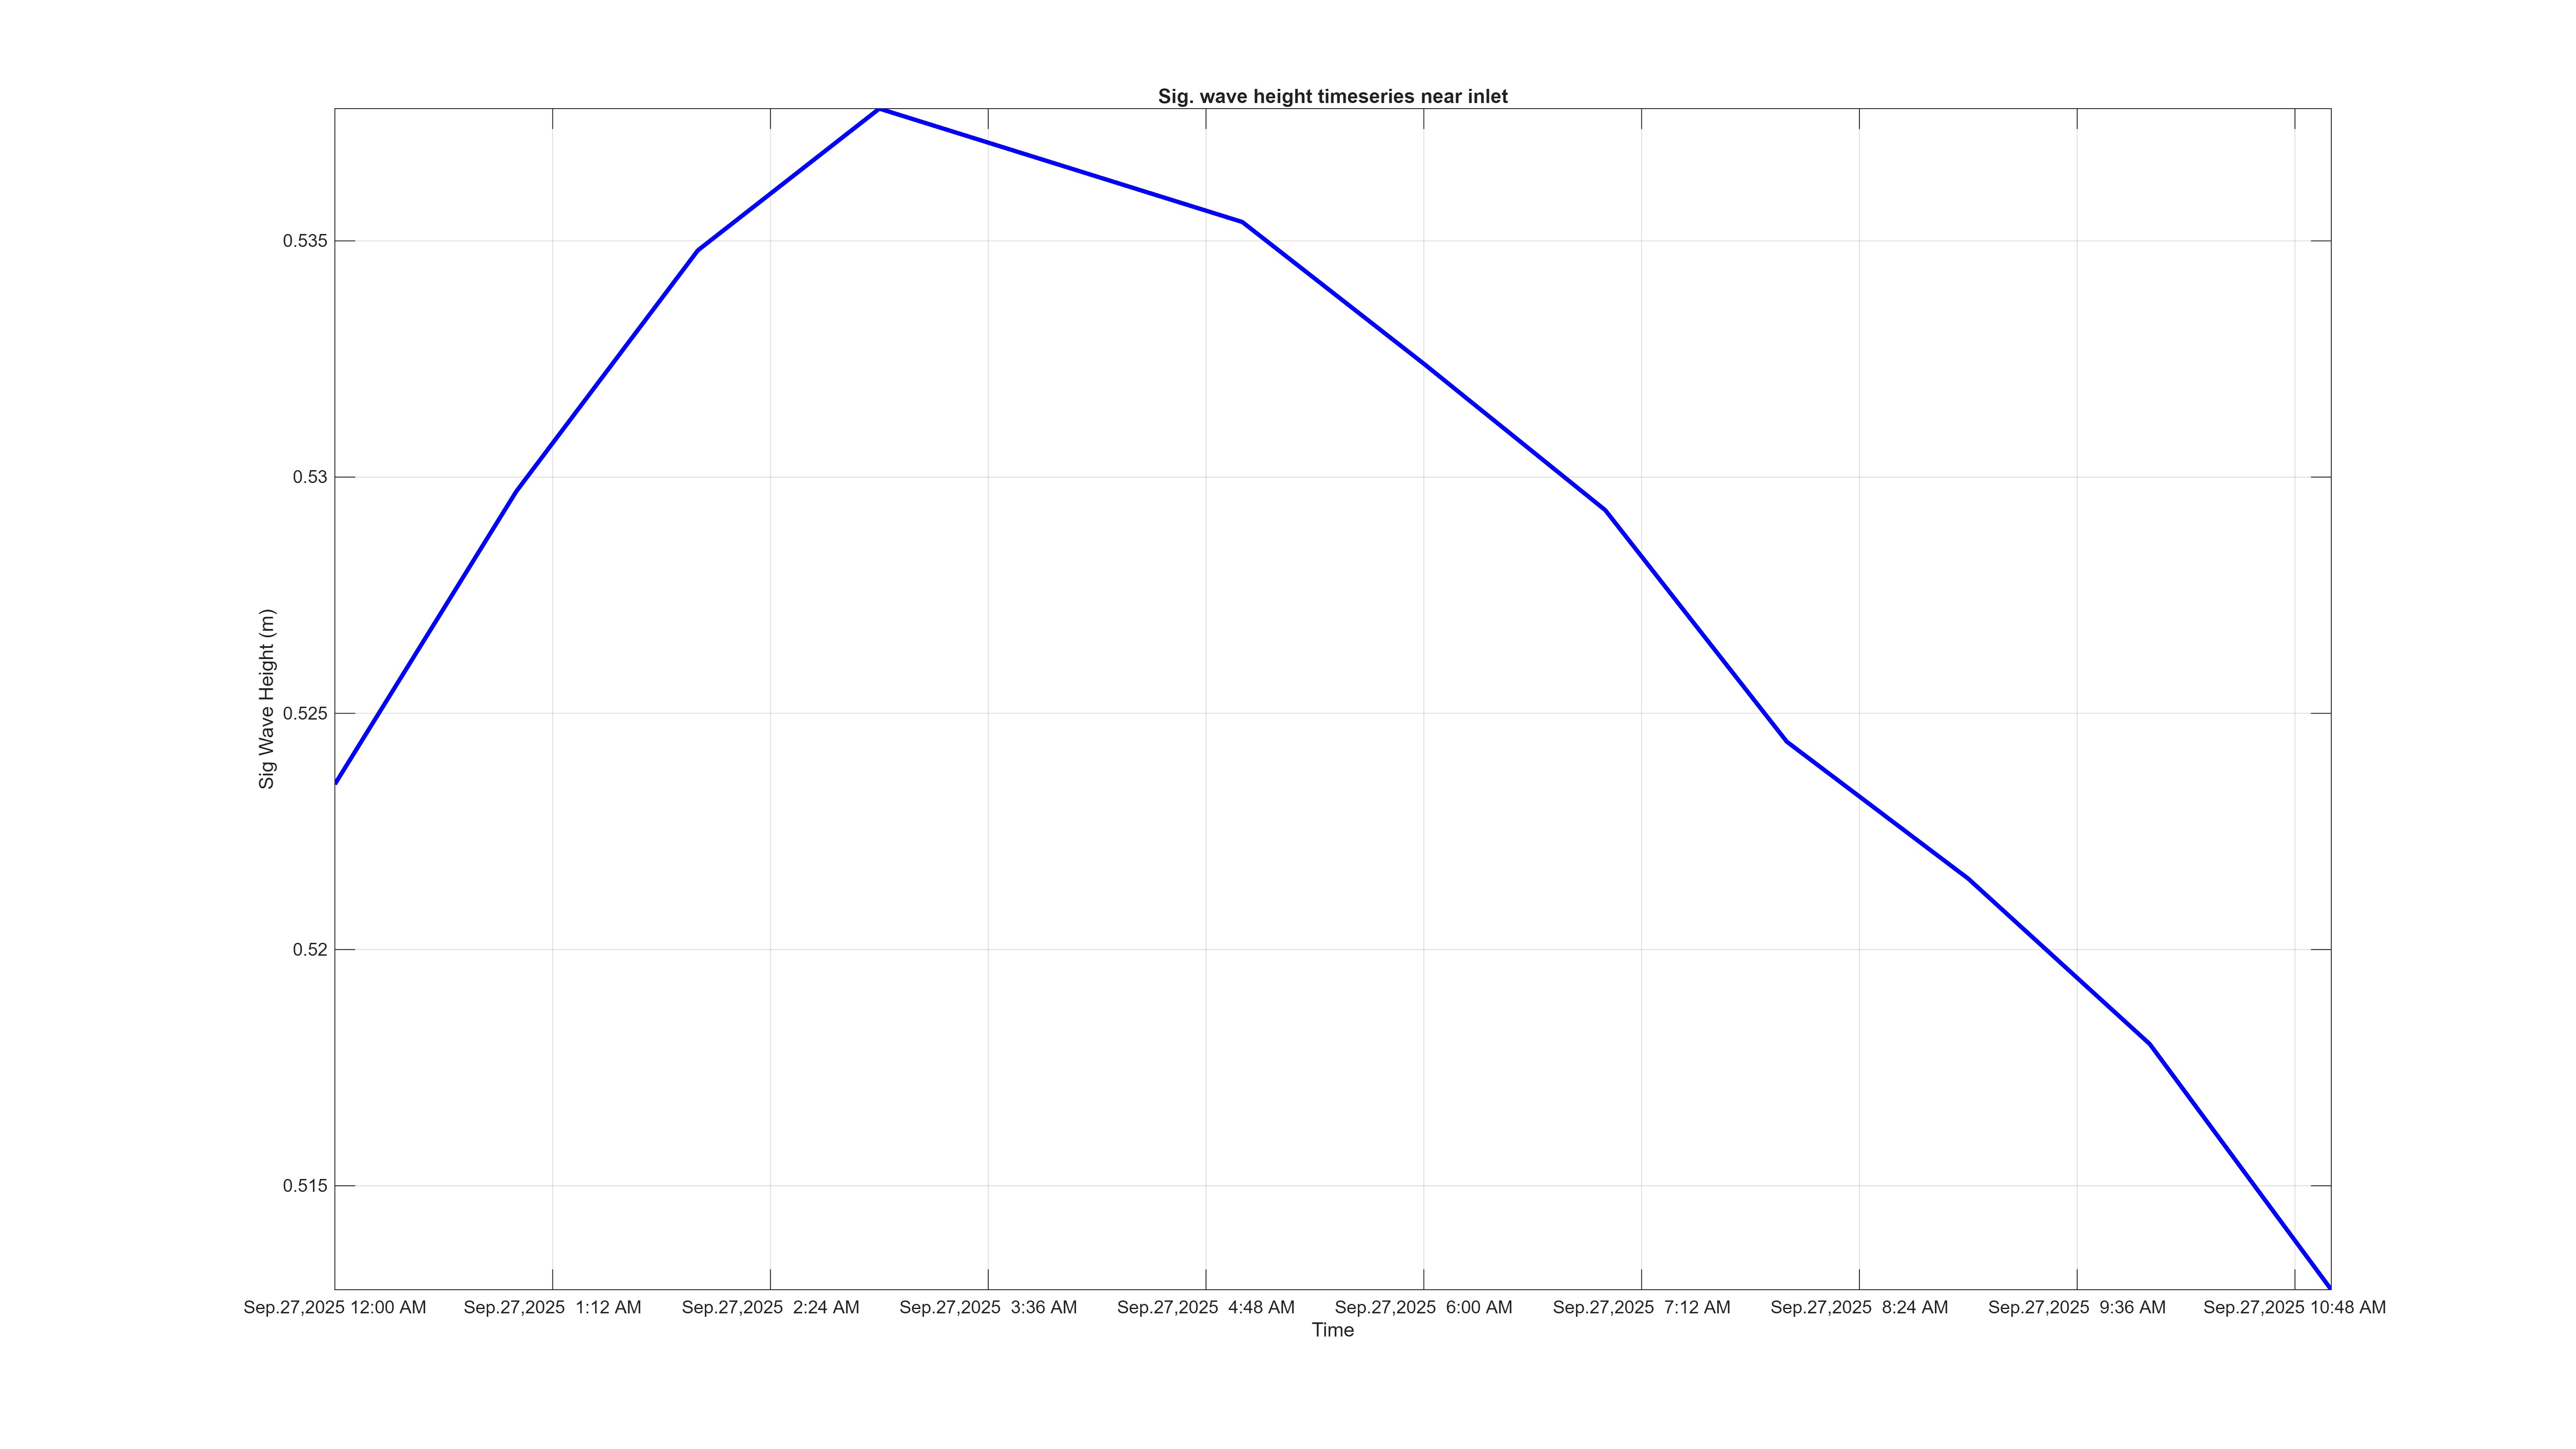 Sig. wave height timeseries near inlet
0.535
0.53
0.525
0.52
0.515
Sig Wave Height (m)
Sep.27,2025 12:00 AM Sep.27,2025  1:12 AM Sep.27,2025  2:24 AM Sep.27,2025  3:36 AM Sep.27,2025  4:48 AM Sep.27,2025  6:00 AM Sep.27,2025  7:12 AM Sep.27,2025  8:24 AM Sep.27,2025  9:36 AM Sep.27,2025 10:48 AM
Time